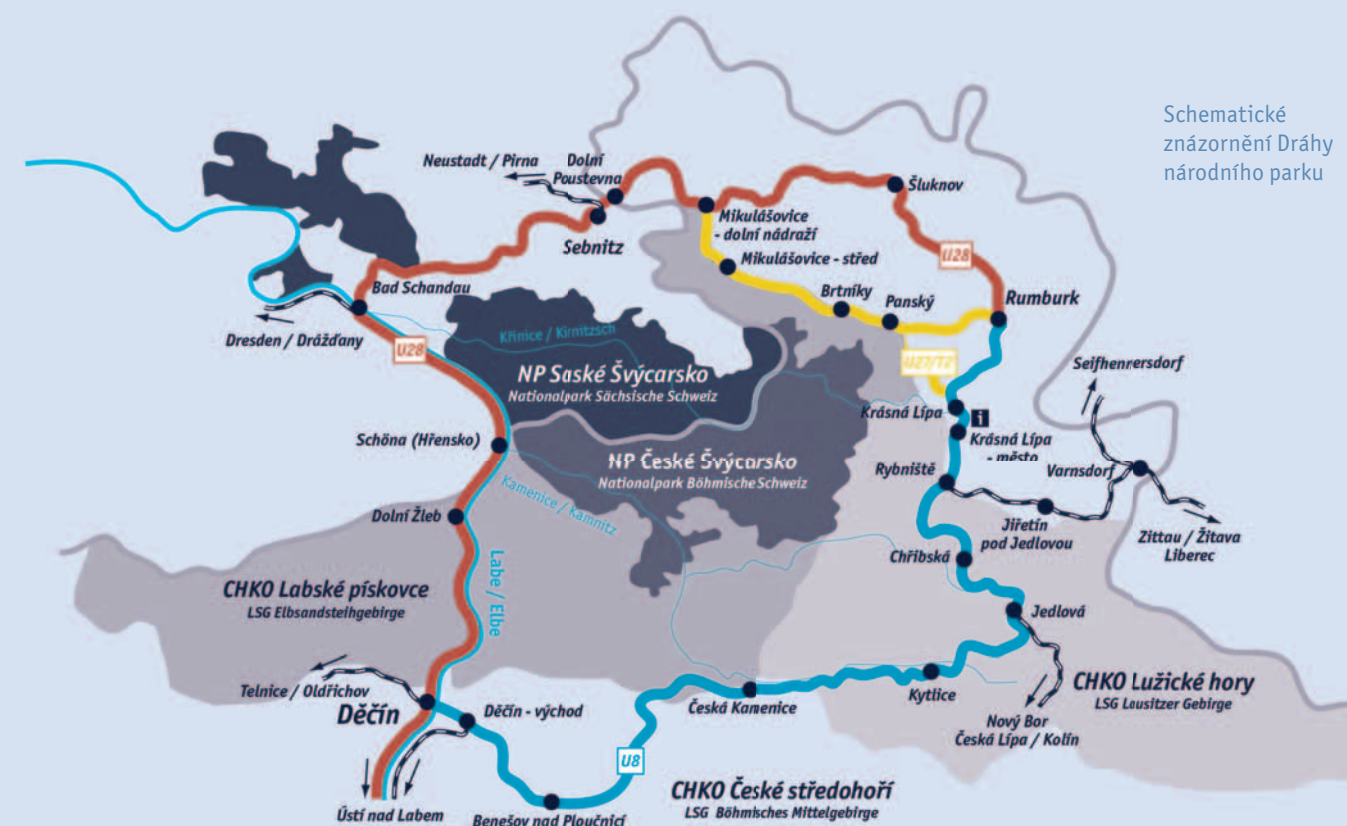 Schematické
znázornění Dráhy
národního parku
Neustadt / Pirna
Dolní
Poustevna
Šluknov
Mikulášovice
- dolní nádraží
Sebnitz
Mikulášovice - střed
U28
Bad Schandau
Brtníky
Panský
Rumburk
Dresden / Drážďany
U28
Křinice / Kirnitzsch
Seifhennersdorf
NP Saské Švýcarsko
Nationalpark Sächsische Schweiz
Krásná Lípa
i
Schöna (Hřensko)
Krásná Lípa
- město
NP České Švýcarsko
Nationalpark Böhmische Schweiz
Rybniště
Varnsdorf
Kamenice / Kamnitz
Dolní Žleb
Jiřetín
pod Jedlovou
Zittau / Žitava
Liberec
Chřibská
Labe / Elbe
CHKO Labské pískovce
LSG Elbsandsteihgebirge
Jedlová
Telnice / Oldřichov
Děčín
Děčín - východ
Česká Kamenice
Kytlice
CHKO Lužické hory
LSG Lausitzer Gebirge
Nový Bor
Česká Lípa / Kolín
U8
CHKO České středohoří
LSG Böhmisches Mittelgebirge
Ústí nad Labem
Benešov nad Ploučnicí